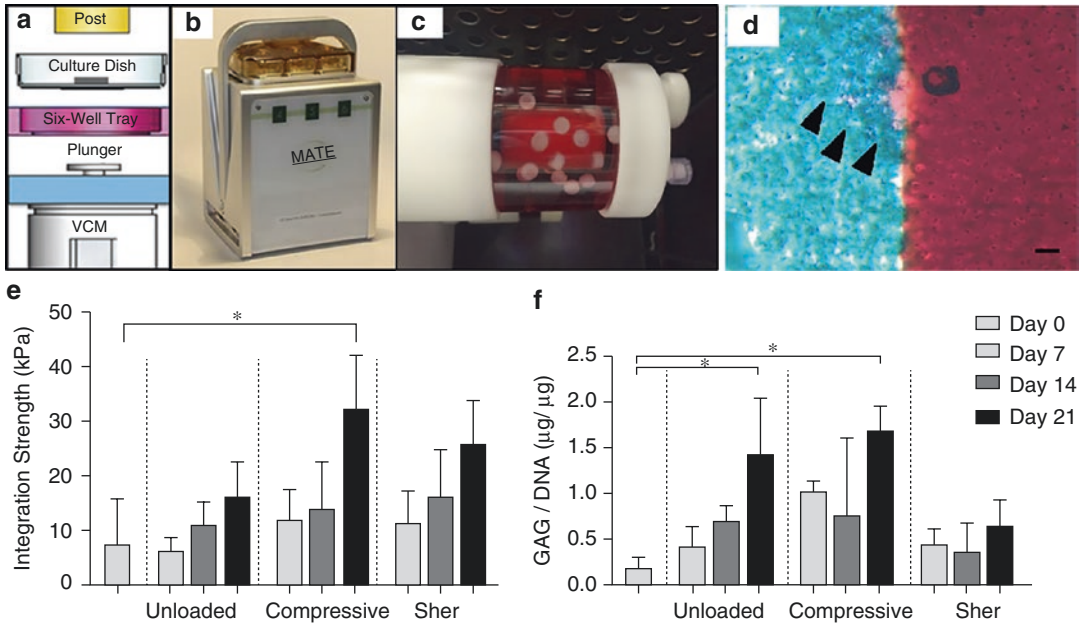 a
Post
Culture Dish
Six-Well Tray
Plunger
VCM
b
MATE
c
d
e
Integration Strength (kPa)
50
40
30
20
10
0
*
Unloaded
Compressive
Sher
f
GAG / DNA (µg/ µg)
2.5
2.0
1.5
1.0
0.5
0.0
*
*
Unloaded
Compressive
Sher
Day 0
Day 7
Day 14
Day 21